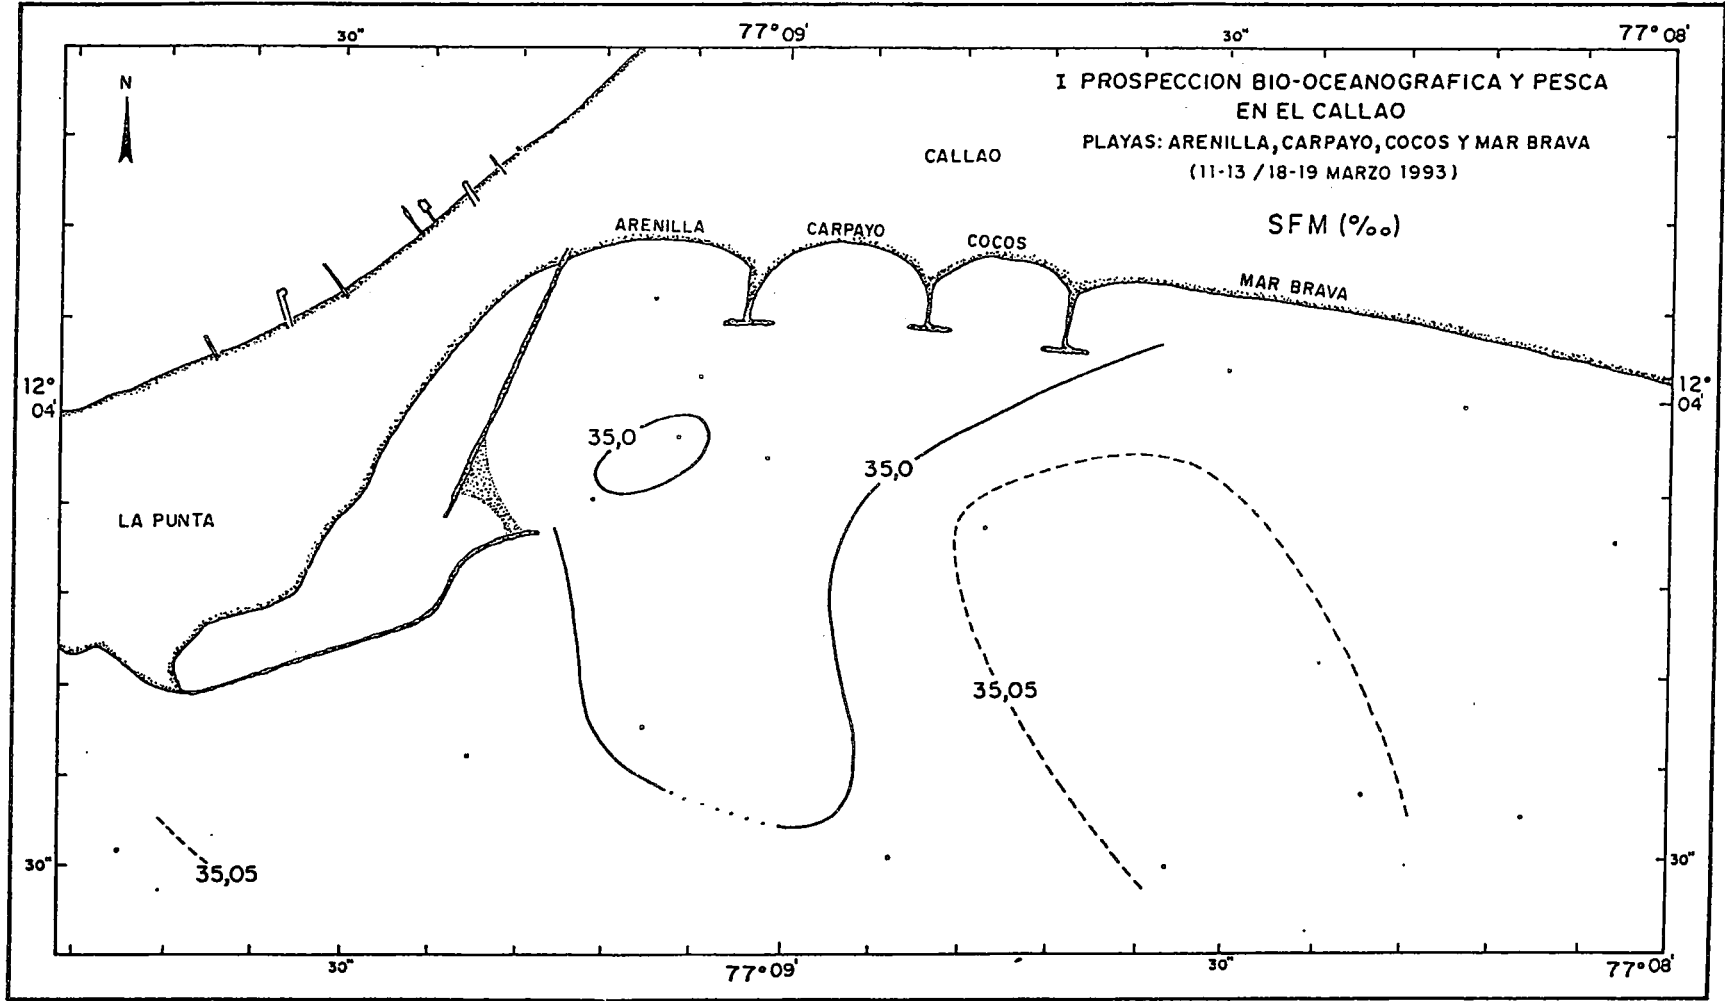 30"
77°09'
30"
77°08'
N
I PROSPECCION BIO-OCEANOGRAFICA Y PESCA
EN EL CALLAO
PLAYAS: ARENILLA, CARPAYO, COCOS Y MAR BRAVA
(11-13 / 18-19 MARZO 1993)
SFM (‰)
CALLAO
ARENILLA
CARPAYO
COCOS
MAR BRAVA
12°
04'
12°
04'
35,0
35,0
LA PUNTA
35,05
35,05
30"
30"
30"
77°09'
30"
77°08'